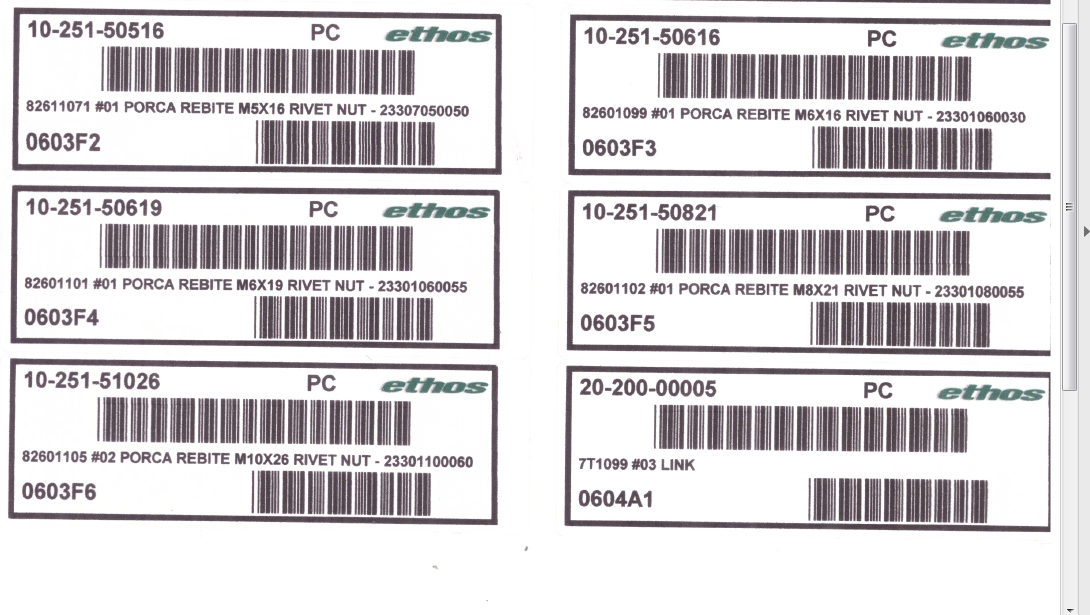 10-251-50516 PC ethos
82611071 #01 PORCA REBITE M5X16 RIVET NUT - 23307050050
0603F2
10-251-50616 PC ethos
82601099 #01 PORCA REBITE M6X16 RIVET NUT - 23301060030
0603F3
10-251-50619 PC ethos
82601101 #01 PORCA REBITE M6X19 RIVET NUT - 23301060055
0603F4
10-251-50821 PC ethos
82601102 #01 PORCA REBITE M8X21 RIVET NUT - 23301080055
0603F5
10-251-51026 PC ethos
82601105 #02 PORCA REBITE M10X26 RIVET NUT - 23301100060
0603F6
20-200-00005 PC ethos
7T1099 #03 LINK
0604A1